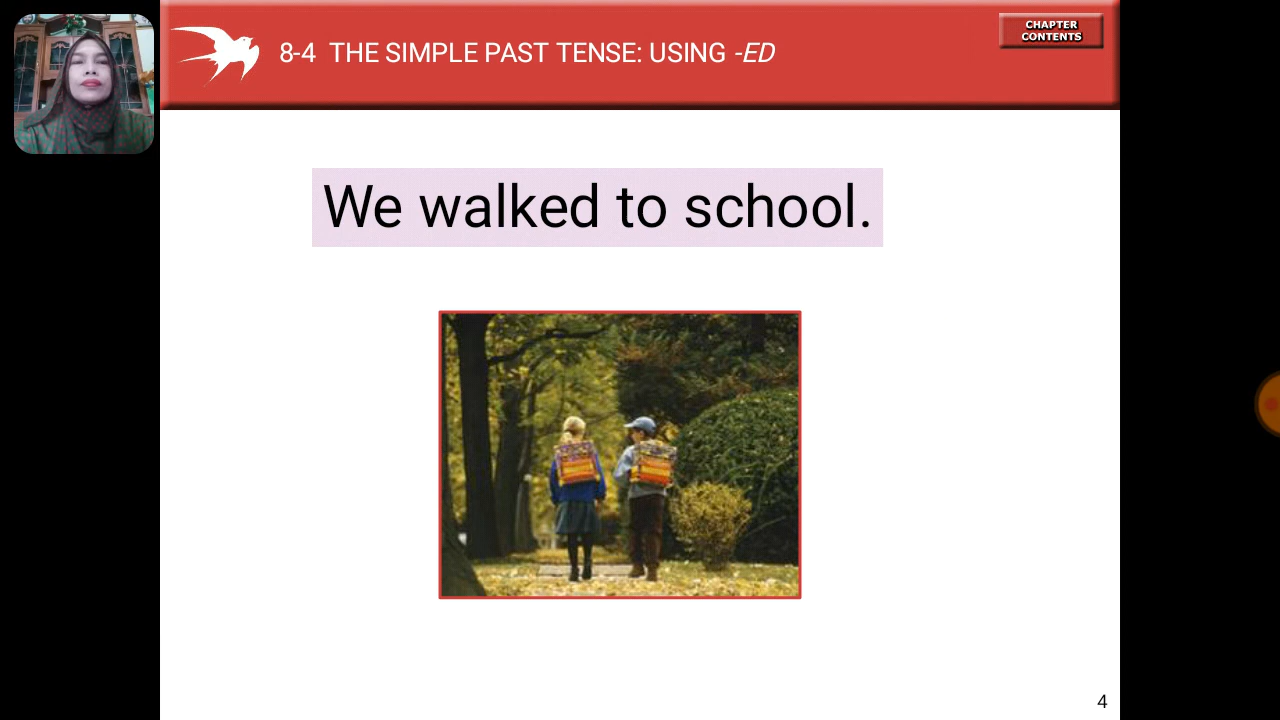 8-4 THE SIMPLE PAST TENSE: USING -ED
CHAPTER
CONTENTS
We walked to school.
4